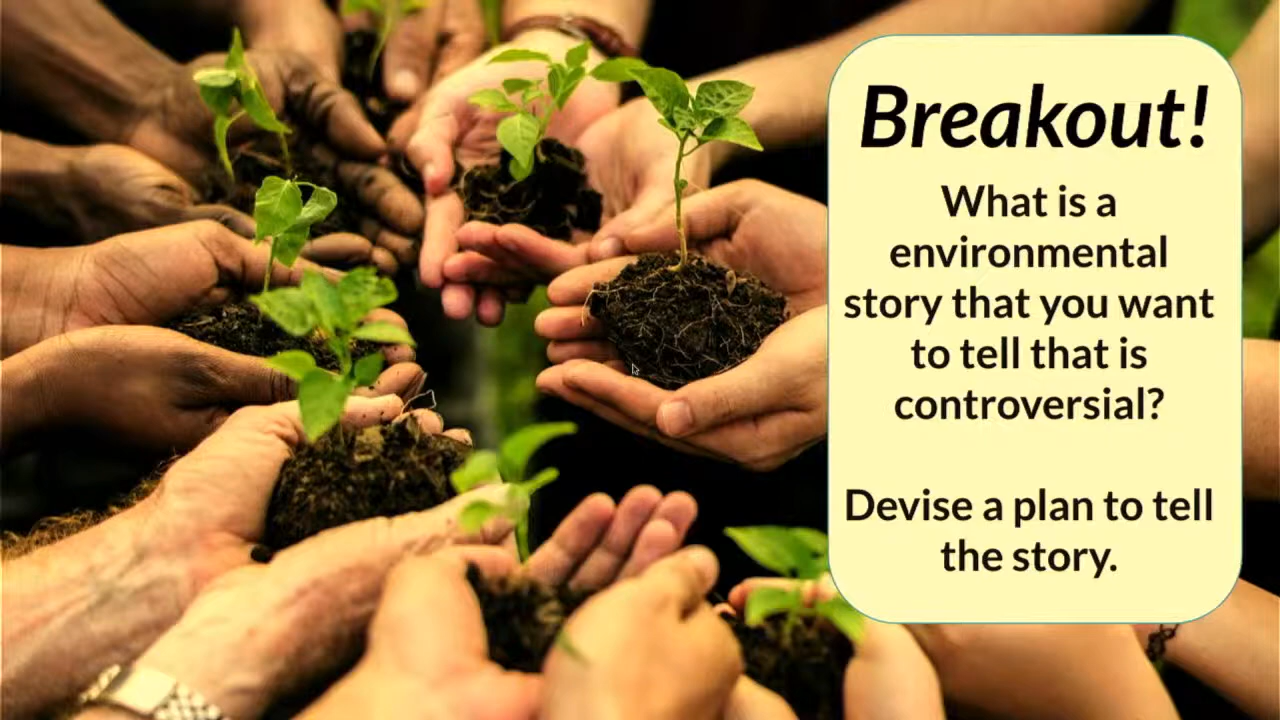 Breakout!
What is a
environmental
story that you want
to tell that is
controversial?
Devise a plan to tell
the story.